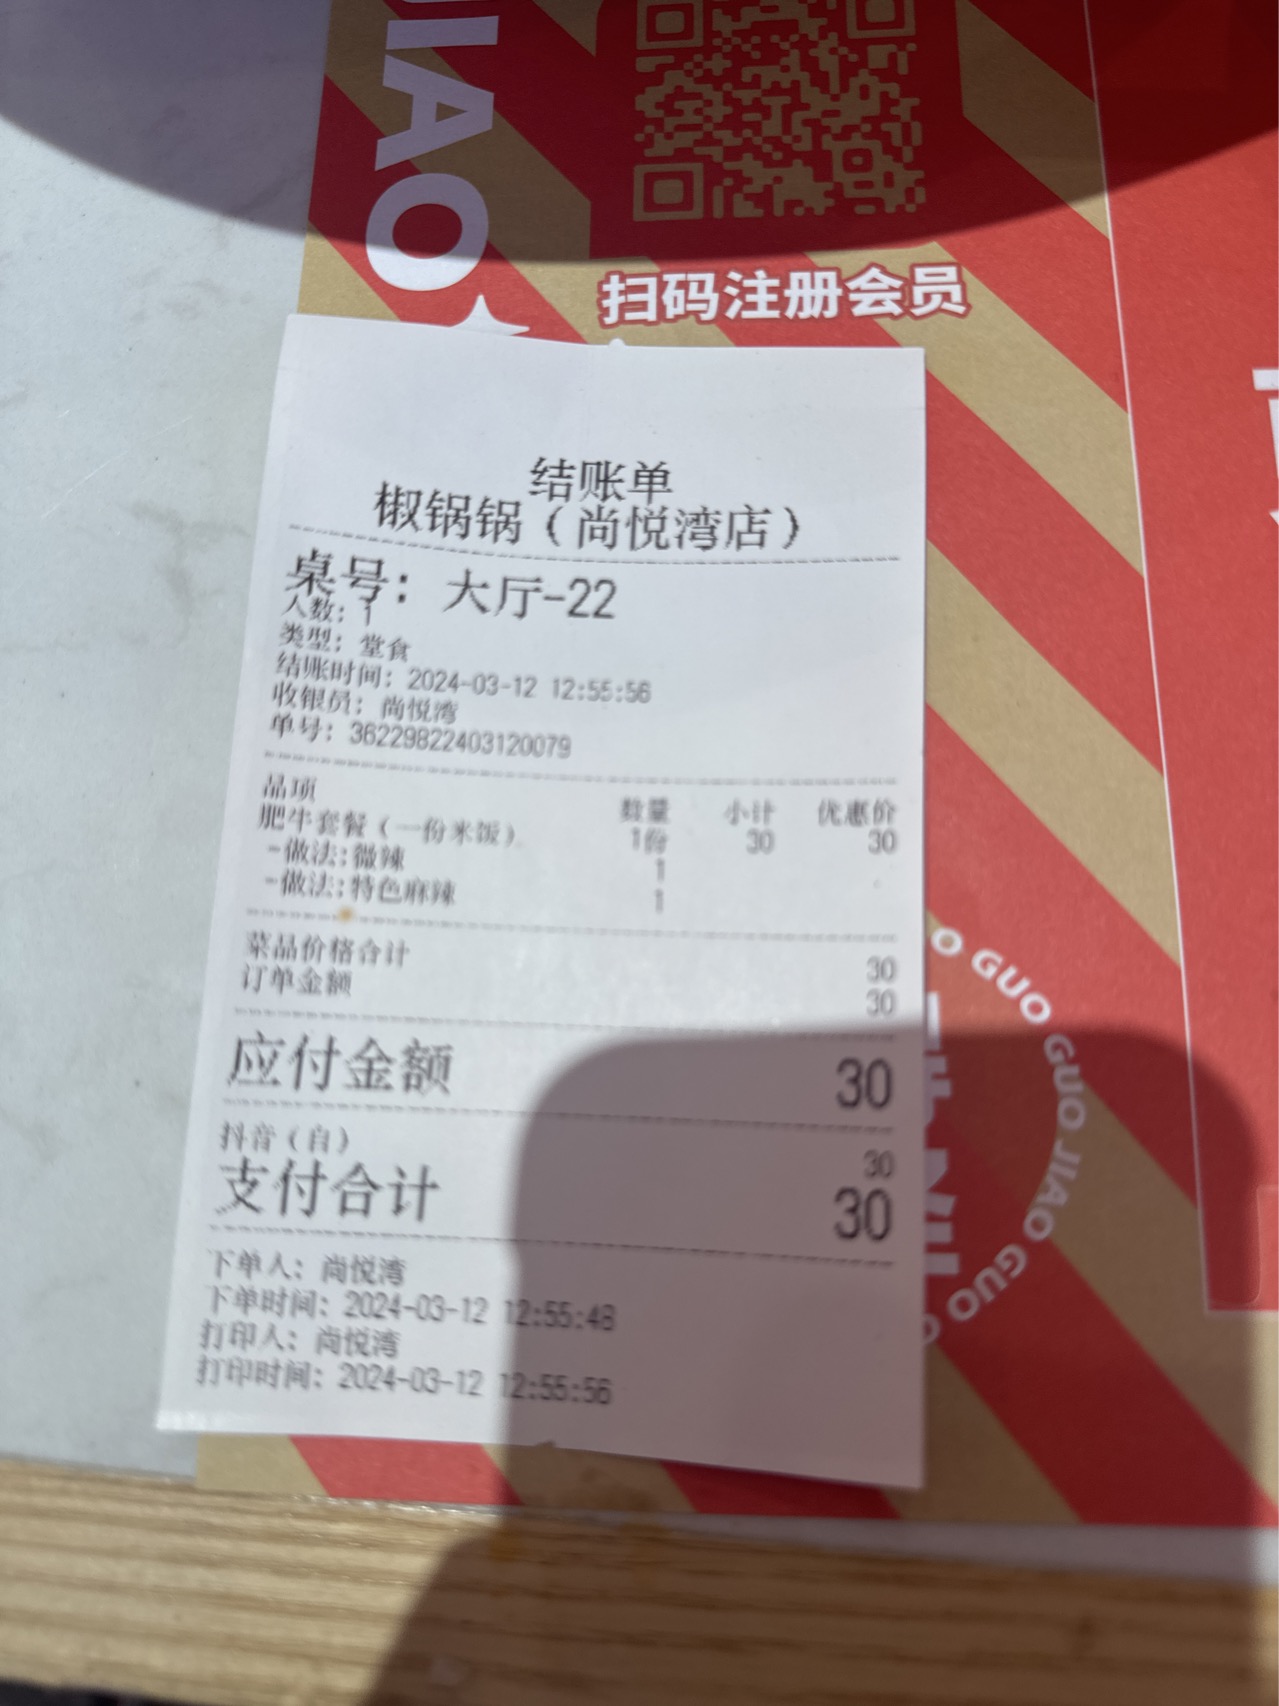 JIAO
扫码注册会员
结账单
椒锅锅（尚悦湾店）
桌号：大厅-22
人数：1
类型：堂食
结账时间：2024-03-12 12:55:56
收银员：尚悦湾
单号：36229822403120079
品项 数量 小计 优惠价
肥牛套餐（一份米饭） 1份 30 30
-做法:微辣 1
-做法:特色麻辣 1
菜品价格合计 30
订单金额 30
应付金额 30
抖音（自） 30
支付合计 30
下单人：尚悦湾
下单时间：2024-03-12 12:55:48
打印人：尚悦湾
打印时间：2024-03-12 12:55:56
O GUO GUO JIAO GUO